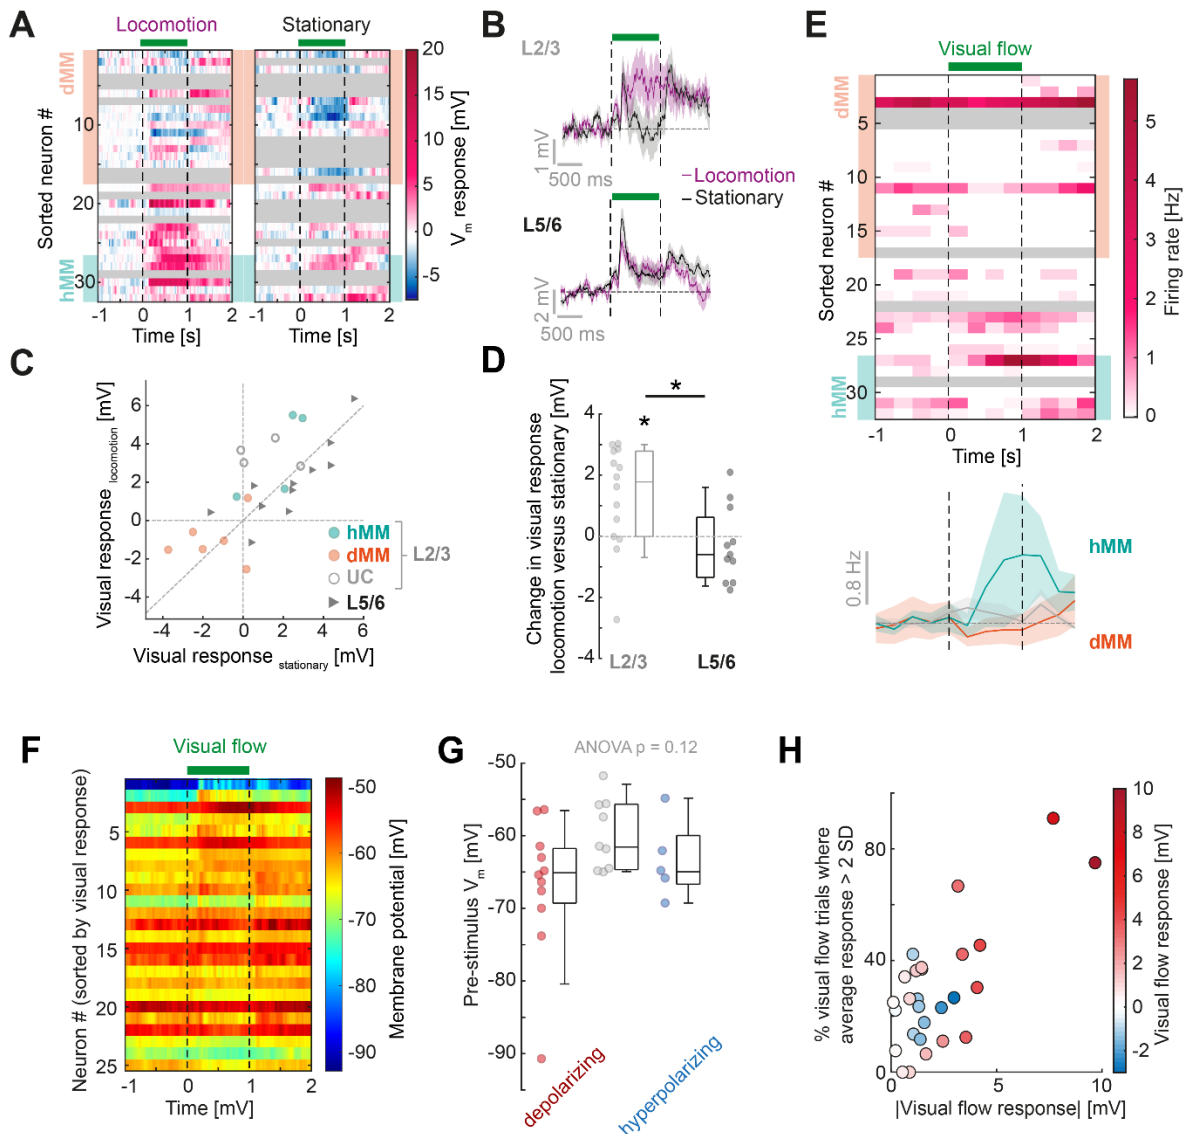 A
Locomotion
Stationary
dMM
hMM
Sorted neuron #
10
20
30
-1 0 1 2
-1 0 1 2
Time [s]
Time [s]
20
15
10
5
0
-5
Vm response [mV]
B
L2/3
1 mV
500 ms
Locomotion
Stationary
L5/6
2 mV
500 ms
C
Visual response locomotion [mV]
6
4
2
0
-2
-4
-4 -2 0 2 4 6
Visual response stationary [mV]
hMM
dMM
UC
L2/3
L5/6
D
Change in visual response
locomotion versus stationary [mV]
4
2
0
-2
-4
*
*
L2/3
L5/6
E
Visual flow
dMM
hMM
Sorted neuron #
5
10
15
20
25
30
-1 0 1 2
Time [s]
5
4
3
2
1
0
Firing rate [Hz]
0.8 Hz
hMM
dMM
F
Visual flow
Neuron # (sorted by visual response)
5
10
15
20
25
-1 0 1 2
Time [mV]
-50
-60
-70
-80
-90
Membrane potential [mV]
G
ANOVA p = 0.12
Pre-stimulus Vm [mV]
-50
-60
-70
-80
-90
depolarizing
hyperpolarizing
H
% visual flow trials where
average response > 2 SD
80
40
0
0 5 10
|Visual flow response| [mV]
10
8
6
4
2
0
-2
Visual flow response [mV]